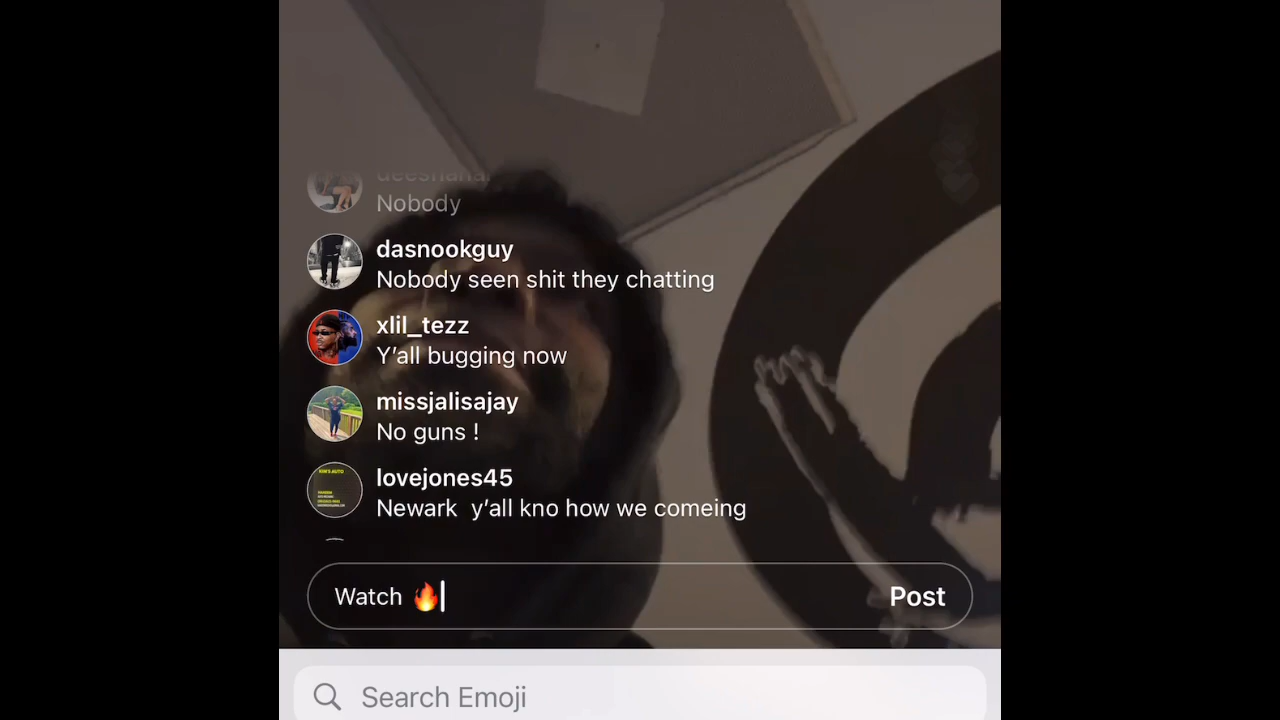 deeshanai
Nobody
dasnookguy
Nobody seen shit they chatting
xlil_tezz
Y’all bugging now
missjalisajay
No guns !
lovejones45
Newark  y’all kno how we comeing
Watch 🔥
Post
Search Emoji